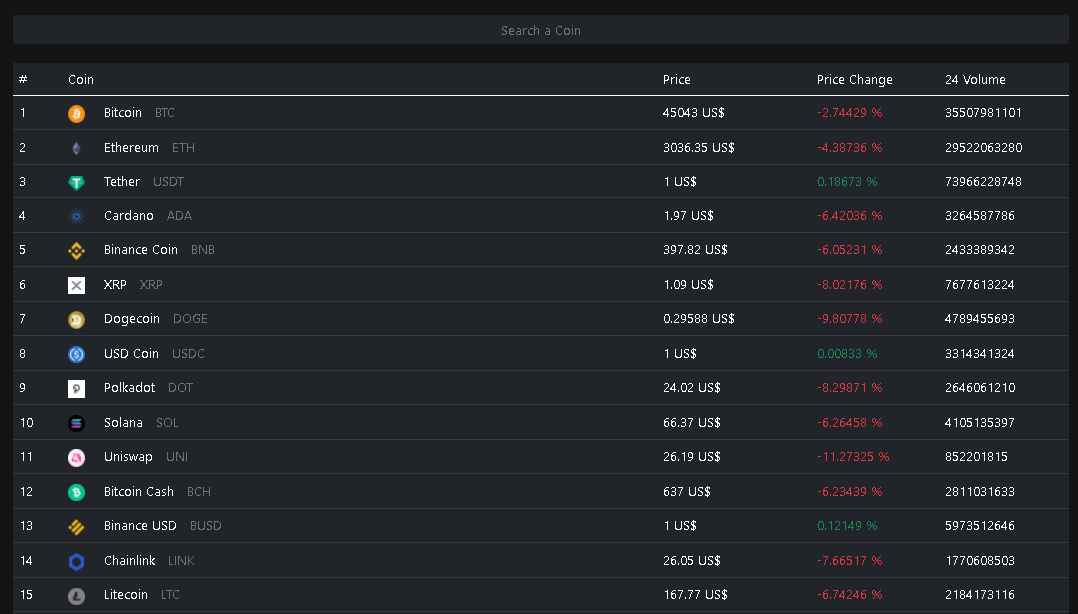 Search a Coin
# Coin Price Price Change 24 Volume
1 Bitcoin BTC 45043 US$ -2.74429 % 35507981101
2 Ethereum ETH 3036.35 US$ -4.38736 % 29522063280
3 Tether USDT 1 US$ 0.18673 % 73966228748
4 Cardano ADA 1.97 US$ -6.42036 % 3264587786
5 Binance Coin BNB 397.82 US$ -6.05231 % 2433389342
6 XRP XRP 1.09 US$ -8.02176 % 7677613224
7 Dogecoin DOGE 0.29588 US$ -9.80778 % 4789455693
8 USD Coin USDC 1 US$ 0.00833 % 3314341324
9 Polkadot DOT 24.02 US$ -8.29871 % 2646061210
10 Solana SOL 66.37 US$ -6.26458 % 4105135397
11 Uniswap UNI 26.19 US$ -11.27325 % 852201815
12 Bitcoin Cash BCH 637 US$ -6.23439 % 2811031633
13 Binance USD BUSD 1 US$ 0.12149 % 5973512646
14 Chainlink LINK 26.05 US$ -7.66517 % 1770608503
15 Litecoin LTC 167.77 US$ -6.74246 % 2184173116